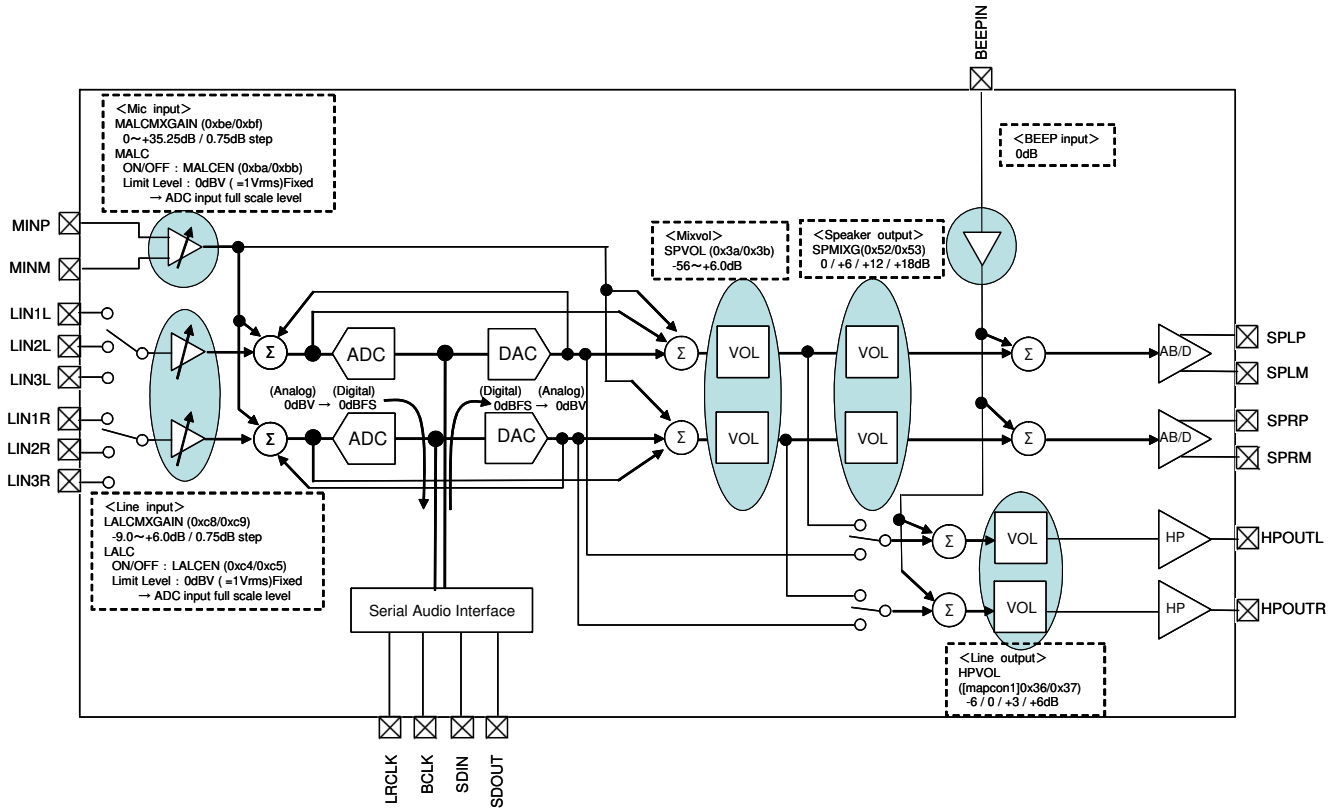 BEEPIN
<Mic input>
MALCMXGAIN (0xbe/0xbf)
0～+35.25dB / 0.75dB step
MALC
ON/OFF : MALCEN (0xba/0xbb)
Limit Level : 0dBV ( =1Vrms)Fixed
→ ADC input full scale level
<BEEP input>
0dB
MINP
MINM
<Mixvol>
SPVOL (0x3a/0x3b)
-56～+6.0dB
<Speaker output>
SPMIXG(0x52/0x53)
0 / +6 / +12 / +18dB
LIN1L
LIN2L
LIN3L
LIN1R
LIN2R
LIN3R
Σ
ADC
DAC
Σ
VOL
VOL
Σ
AB/D
SPLP
SPLM
(Analog) (Digital)
0dBV → 0dBFS
(Digital) (Analog)
0dBFS → 0dBV
Σ
ADC
DAC
Σ
VOL
VOL
Σ
AB/D
SPRP
SPRM
<Line input>
LALCMXGAIN (0xc8/0xc9)
-9.0～+6.0dB / 0.75dB step
LALC
ON/OFF : LALCEN (0xc4/0xc5)
Limit Level : 0dBV ( =1Vrms)Fixed
→ ADC input full scale level
Σ
VOL
HP
HPOUTL
Σ
VOL
HP
HPOUTR
Serial Audio Interface
<Line output>
HPVOL
([mapcon1]0x36/0x37)
-6 / 0 / +3 / +6dB
LRCLK
BCLK
SDIN
SDOUT